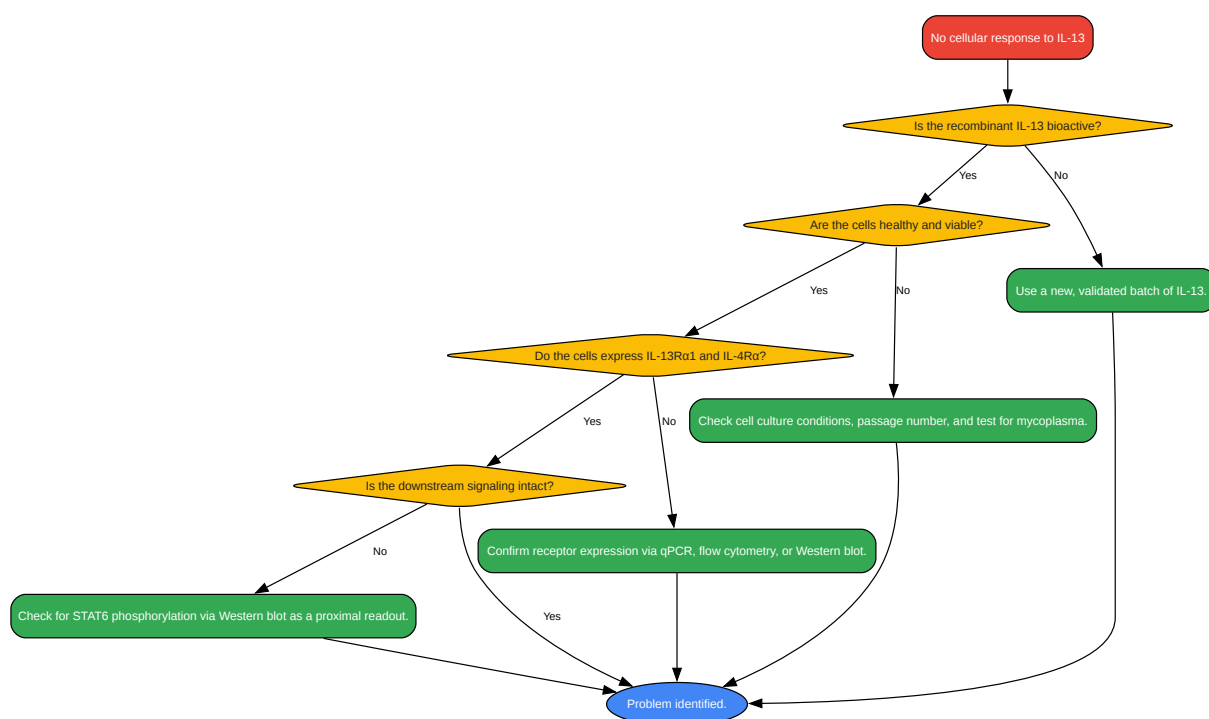 No cellular response to IL-13
Is the recombinant IL-13 bioactive?
Yes
No
Are the cells healthy and viable?
Use a new, validated batch of IL-13.
Yes
No
Do the cells express IL-13Rα1 and IL-4Rα?
Check cell culture conditions, passage number, and test for mycoplasma.
Yes
No
Is the downstream signaling intact?
Confirm receptor expression via qPCR, flow cytometry, or Western blot.
No
Yes
Check for STAT6 phosphorylation via Western blot as a proximal readout.
Problem identified.